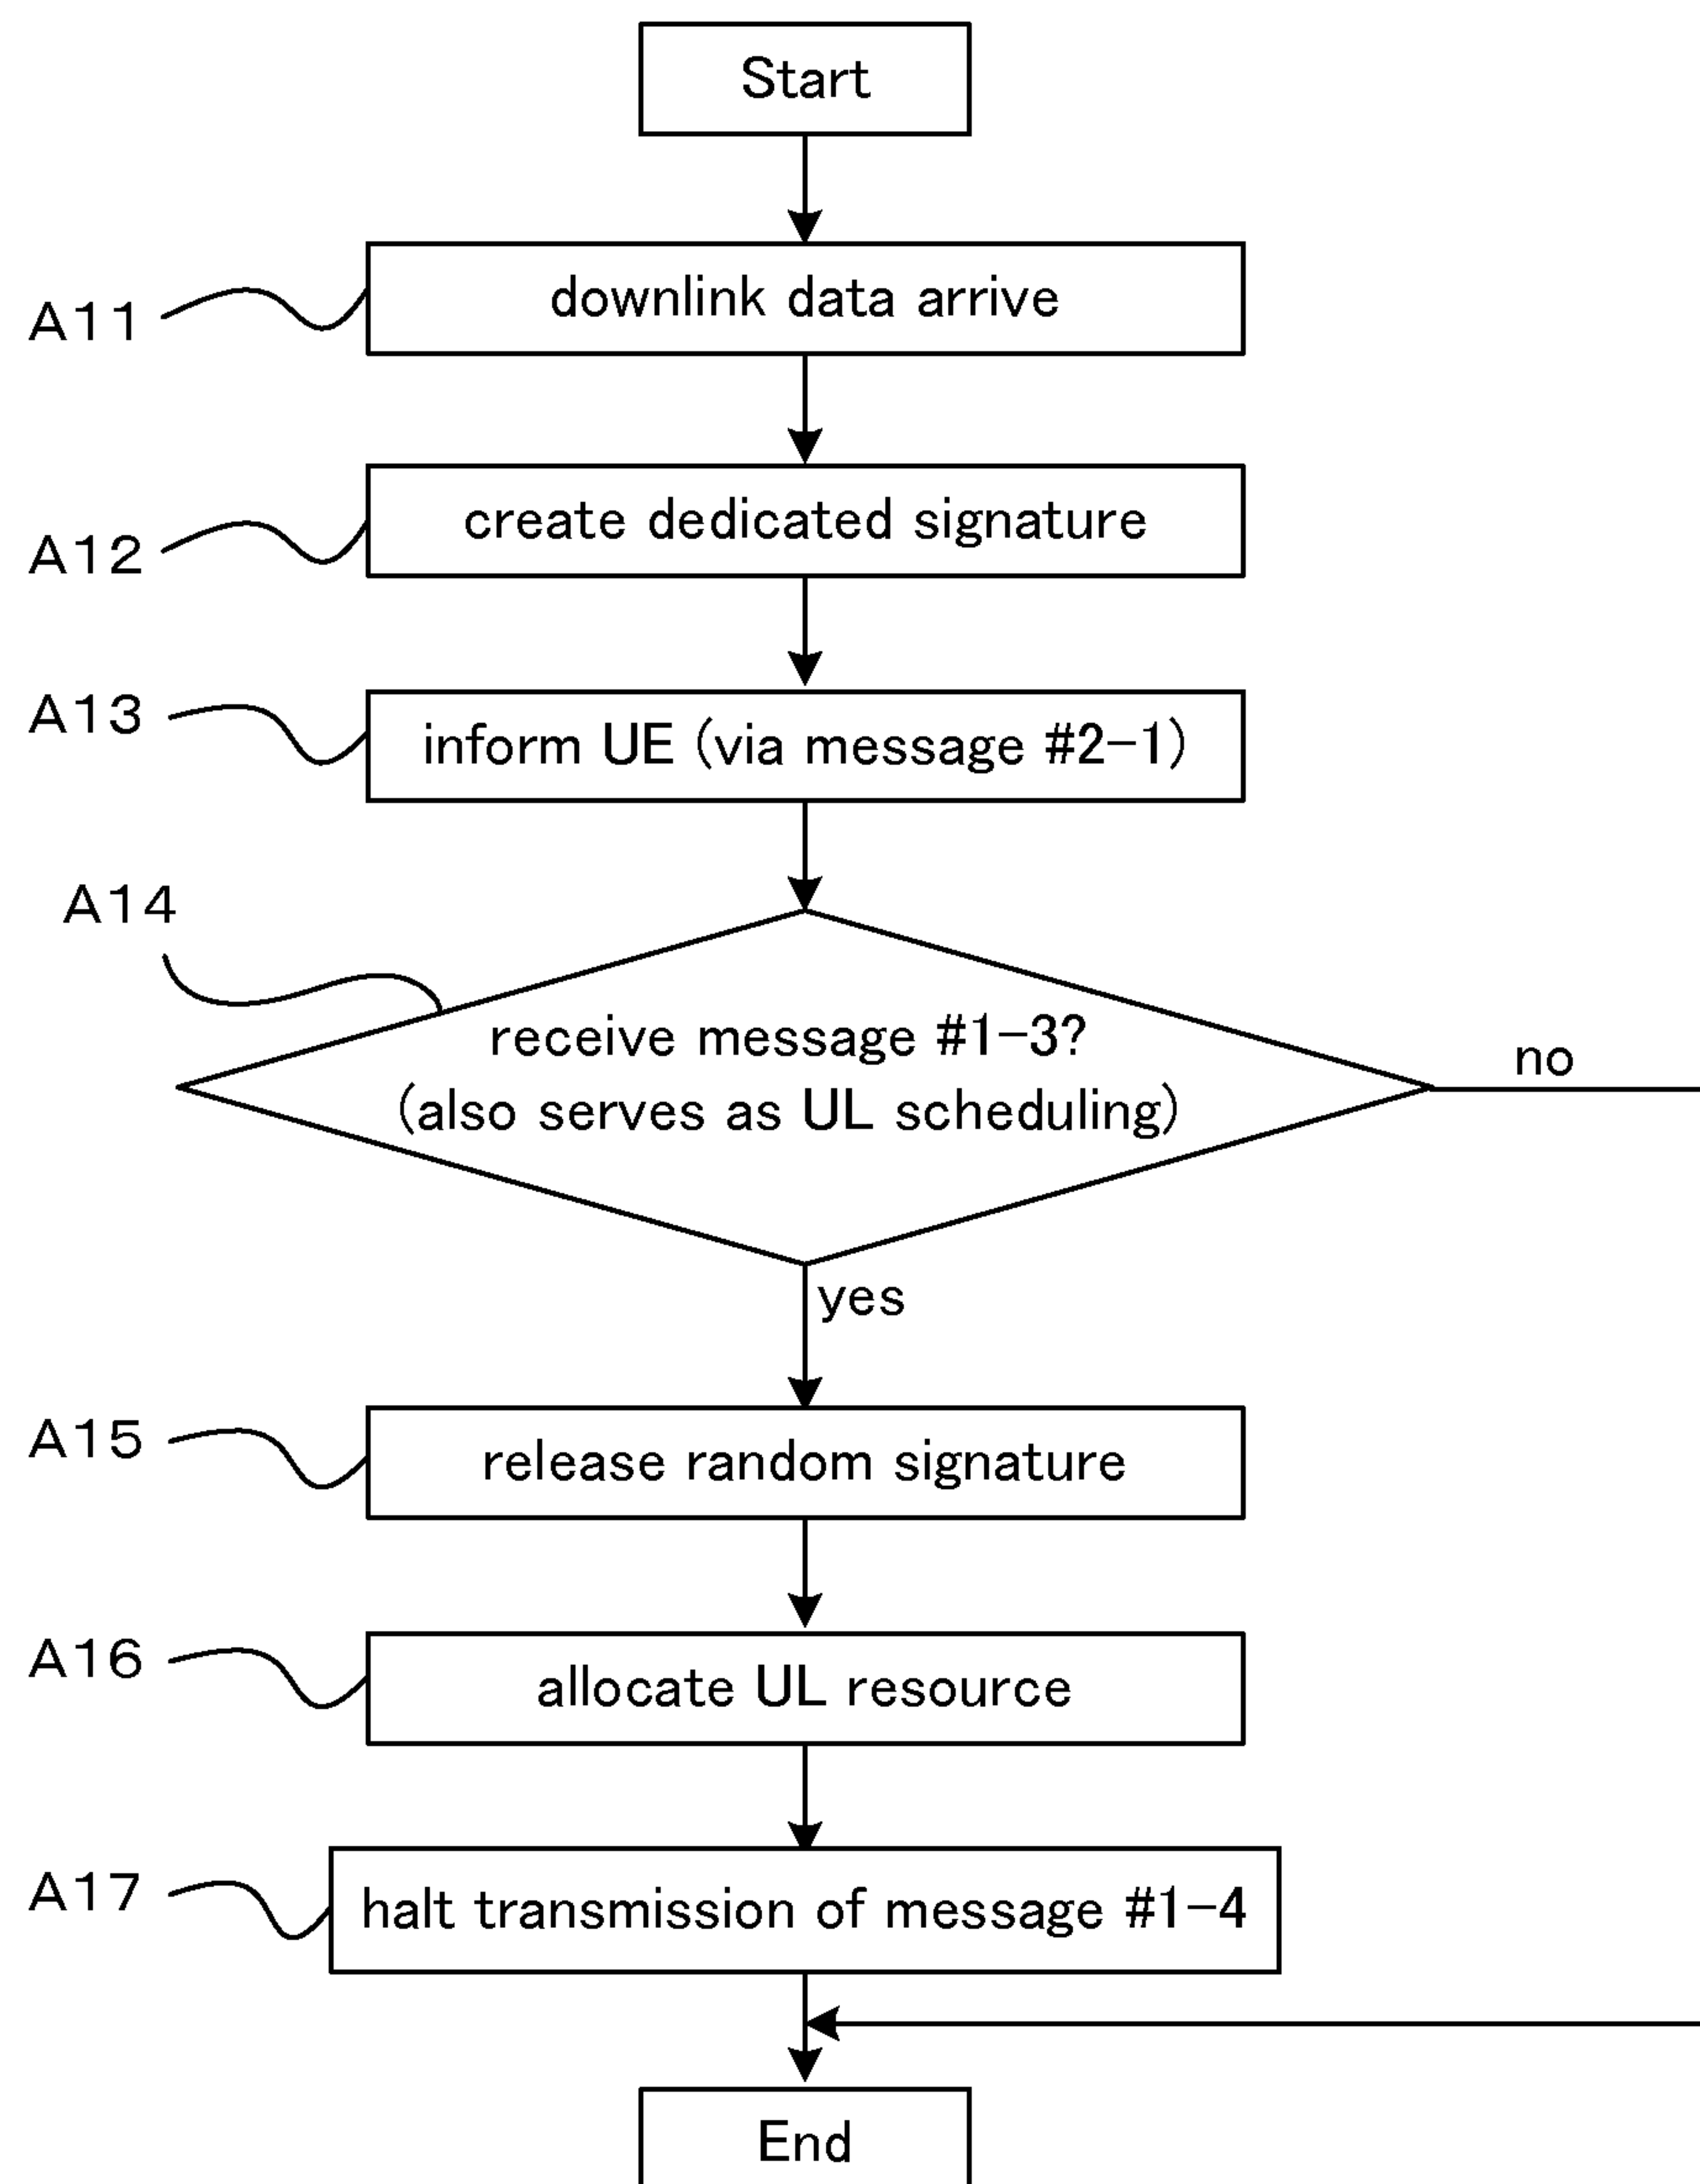 Start
A11
downlink data arrive
A12
create dedicated signature
A13
inform UE (via message #2-1)
A14
receive message #1-3?
(also serves as UL scheduling)
no
yes
A15
release random signature
A16
allocate UL resource
A17
halt transmission of message #1-4
End